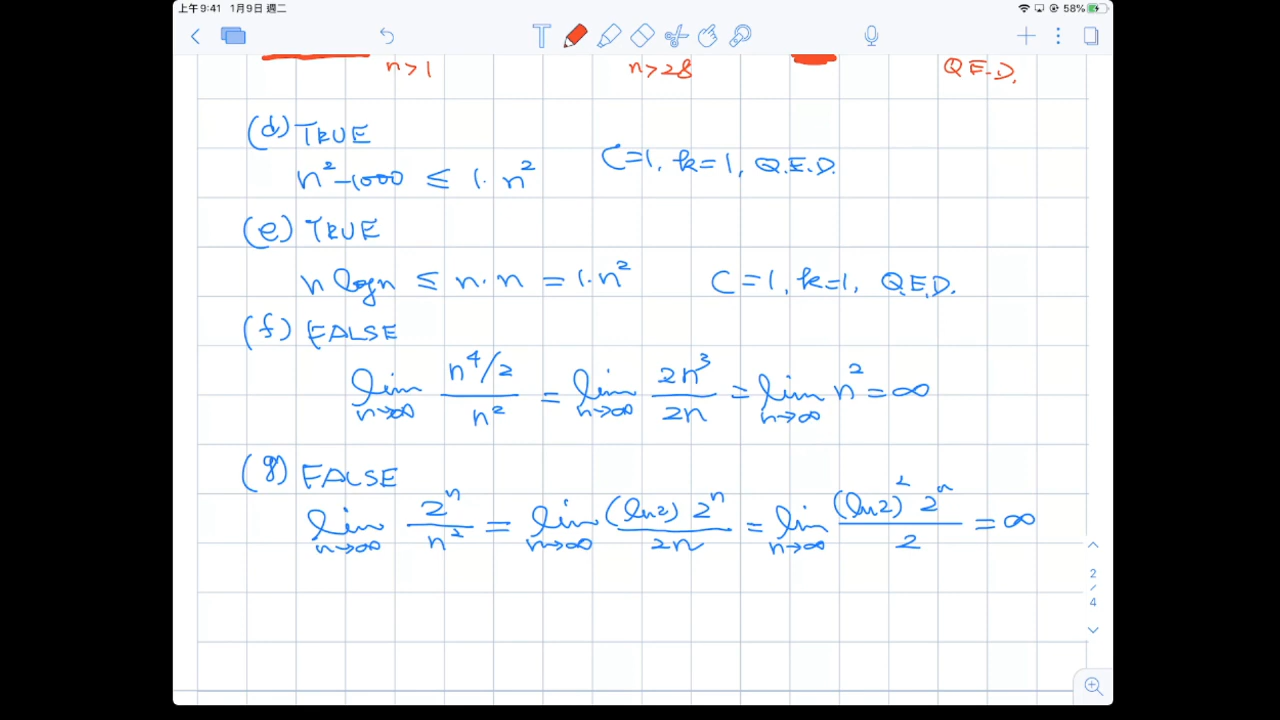 上午9:41 1月9日 週二 58%
n>1 n>28 Q.E.D.
(d) TRUE
n²-1000 ≤ 1·n² C=1, k=1, Q.E.D.
(e) TRUE
n log n ≤ n·n = 1·n² C=1, k=1, Q.E.D.
(f) FALSE
lim n→∞ (n⁴/2)/n² = lim n→∞ 2n³/2n = lim n→∞ n² = ∞
(g) FALSE
lim n→∞ 2ⁿ/n² = lim n→∞ (ln2) 2ⁿ/2n = lim n→∞ (ln2)² 2ⁿ/2 = ∞
2
/
4